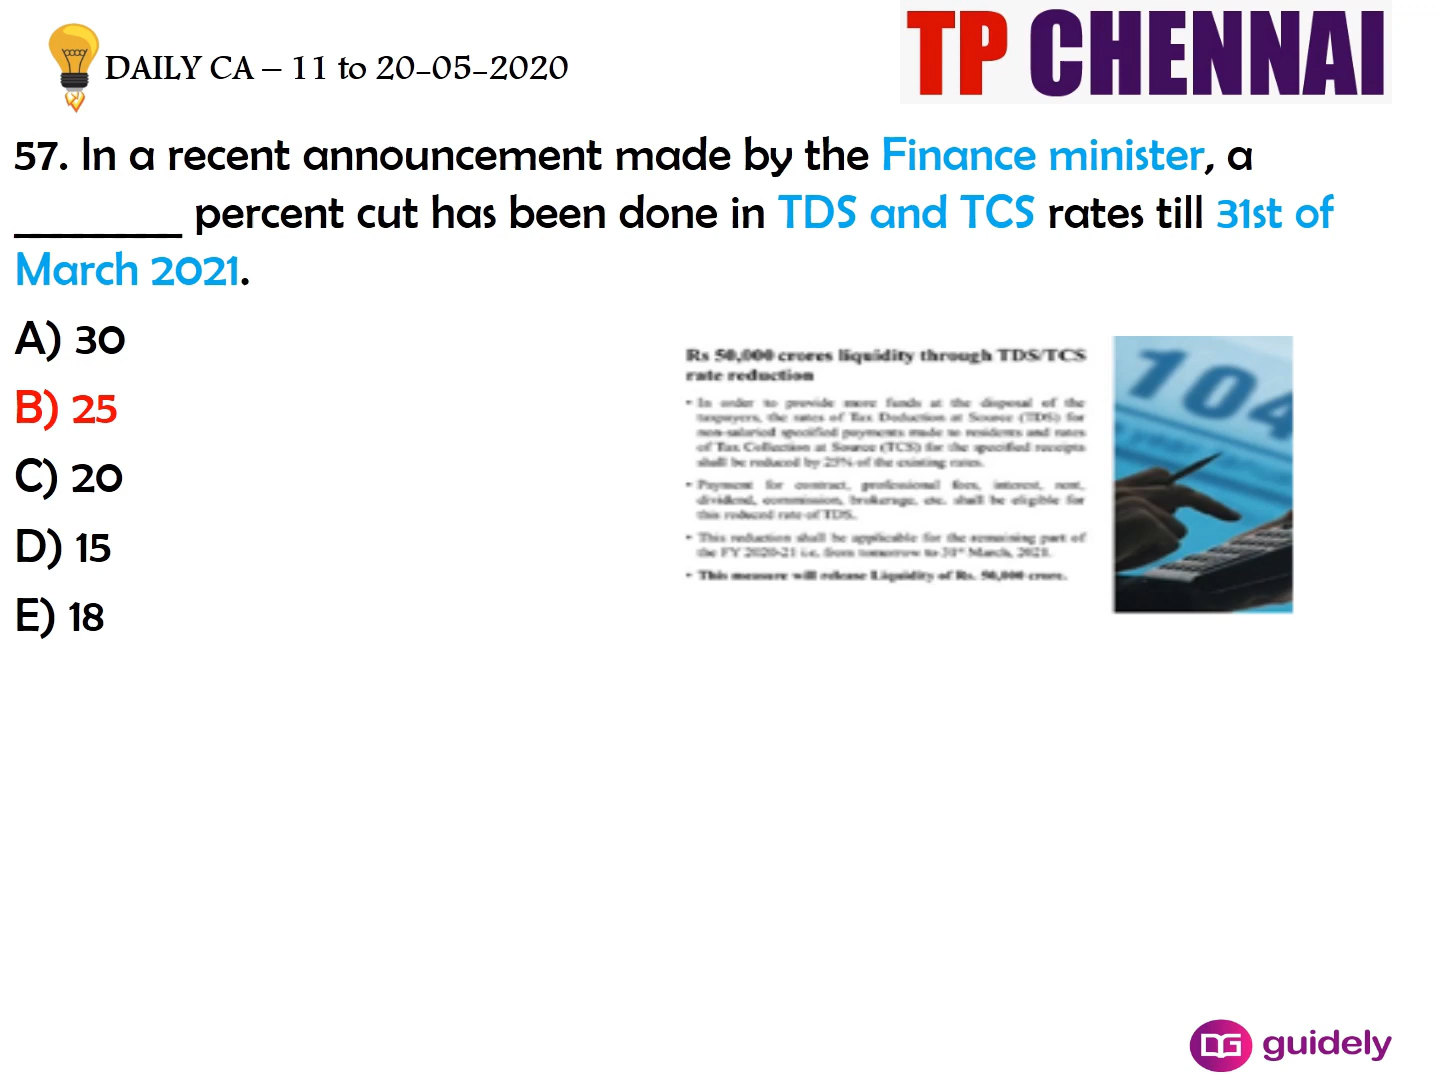 DAILY CA – 11 to 20-05-2020
TP CHENNAI
57. In a recent announcement made by the Finance minister, a
________ percent cut has been done in TDS and TCS rates till 31st of
March 2021.
A) 30
B) 25
C) 20
D) 15
E) 18
Rs 50,000 crores liquidity through TDS/TCS
rate reduction
• In order to provide more funds at the disposal of the
taxpayers, the rates of Tax Deduction at Source (TDS) for
non-salaried specified payments made to residents and rates
of Tax Collection at Source (TCS) for the specified receipts
shall be reduced by 25% of the existing rates.
• Payment for contract, professional fees, interest, rent,
dividend, commission, brokerage, etc. shall be eligible for
this reduced rate of TDS.
• This reduction shall be applicable for the remaining part of
the FY 2020-21 i.e. from tomorrow to 31st March, 2021.
• This measure will release Liquidity of Rs. 50,000 crore.
104
guidely